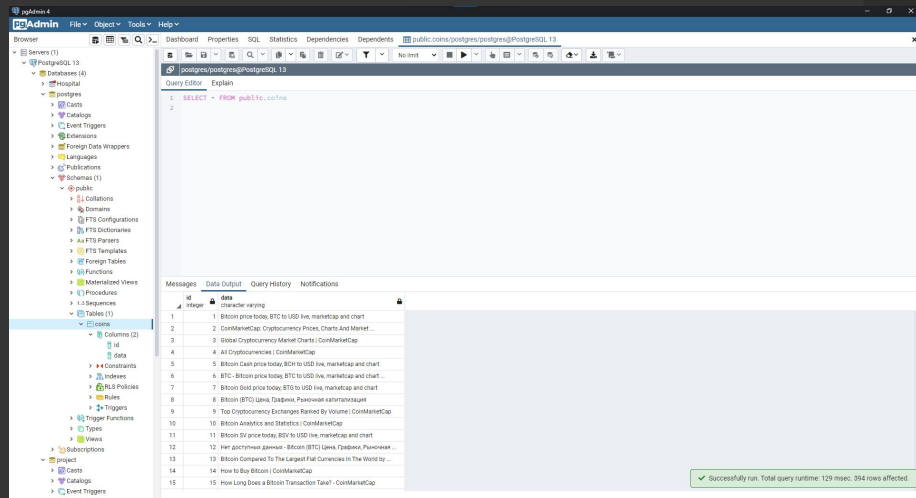 pgAdmin 4
pgAdmin File Object Tools Help
Browser
Dashboard Properties SQL Statistics Dependencies Dependents public.coins/postgres/postgres@PostgreSQL 13
No limit
postgres/postgres@PostgreSQL 13
Query Editor Explain
1 SELECT * FROM public.coins
2
Servers (1)
PostgreSQL 13
Databases (4)
Hospital
postgres
Casts
Catalogs
Event Triggers
Extensions
Foreign Data Wrappers
Languages
Publications
Schemas (1)
public
Collations
Domains
FTS Configurations
FTS Dictionaries
Aa FTS Parsers
FTS Templates
Foreign Tables
Functions
Materialized Views
Procedures
1..3 Sequences
Tables (1)
coins
Columns (2)
id
data
Constraints
Indexes
RLS Policies
Rules
Triggers
Trigger Functions
Types
Views
Subscriptions
project
Casts
Catalogs
Event Triggers
Messages Data Output Query History Notifications
id data
integer character varying
1 1 Bitcoin price today, BTC to USD live, marketcap and chart
2 2 CoinMarketCap: Cryptocurrency Prices, Charts And Market ...
3 3 Global Cryptocurrency Market Charts | CoinMarketCap
4 4 All Cryptocurrencies | CoinMarketCap
5 5 Bitcoin Cash price today, BCH to USD live, marketcap and chart
6 6 BTC - Bitcoin price today, BTC to USD live, marketcap and ...
7 7 Bitcoin Gold price today, BTG to USD live, marketcap and chart
8 8 Bitcoin (BTC) Цена, Графики, Рыночная капитализация
9 9 Top Cryptocurrency Exchanges Ranked By Volume | CoinMarketCap
10 10 Bitcoin Analytics and Statistics | CoinMarketCap
11 11 Bitcoin SV price today, BSV to USD live, marketcap and chart
12 12 Нет доступных данных - Bitcoin (BTC) Цена, Графики, Рыночная ...
13 13 Bitcoin Compared To The Largest Fiat Currencies In The World by ...
14 14 How to Buy Bitcoin | CoinMarketCap
15 15 How Long Does a Bitcoin Transaction Take? - CoinMarketCap
Successfully run. Total query runtime: 129 msec. 394 rows affected.